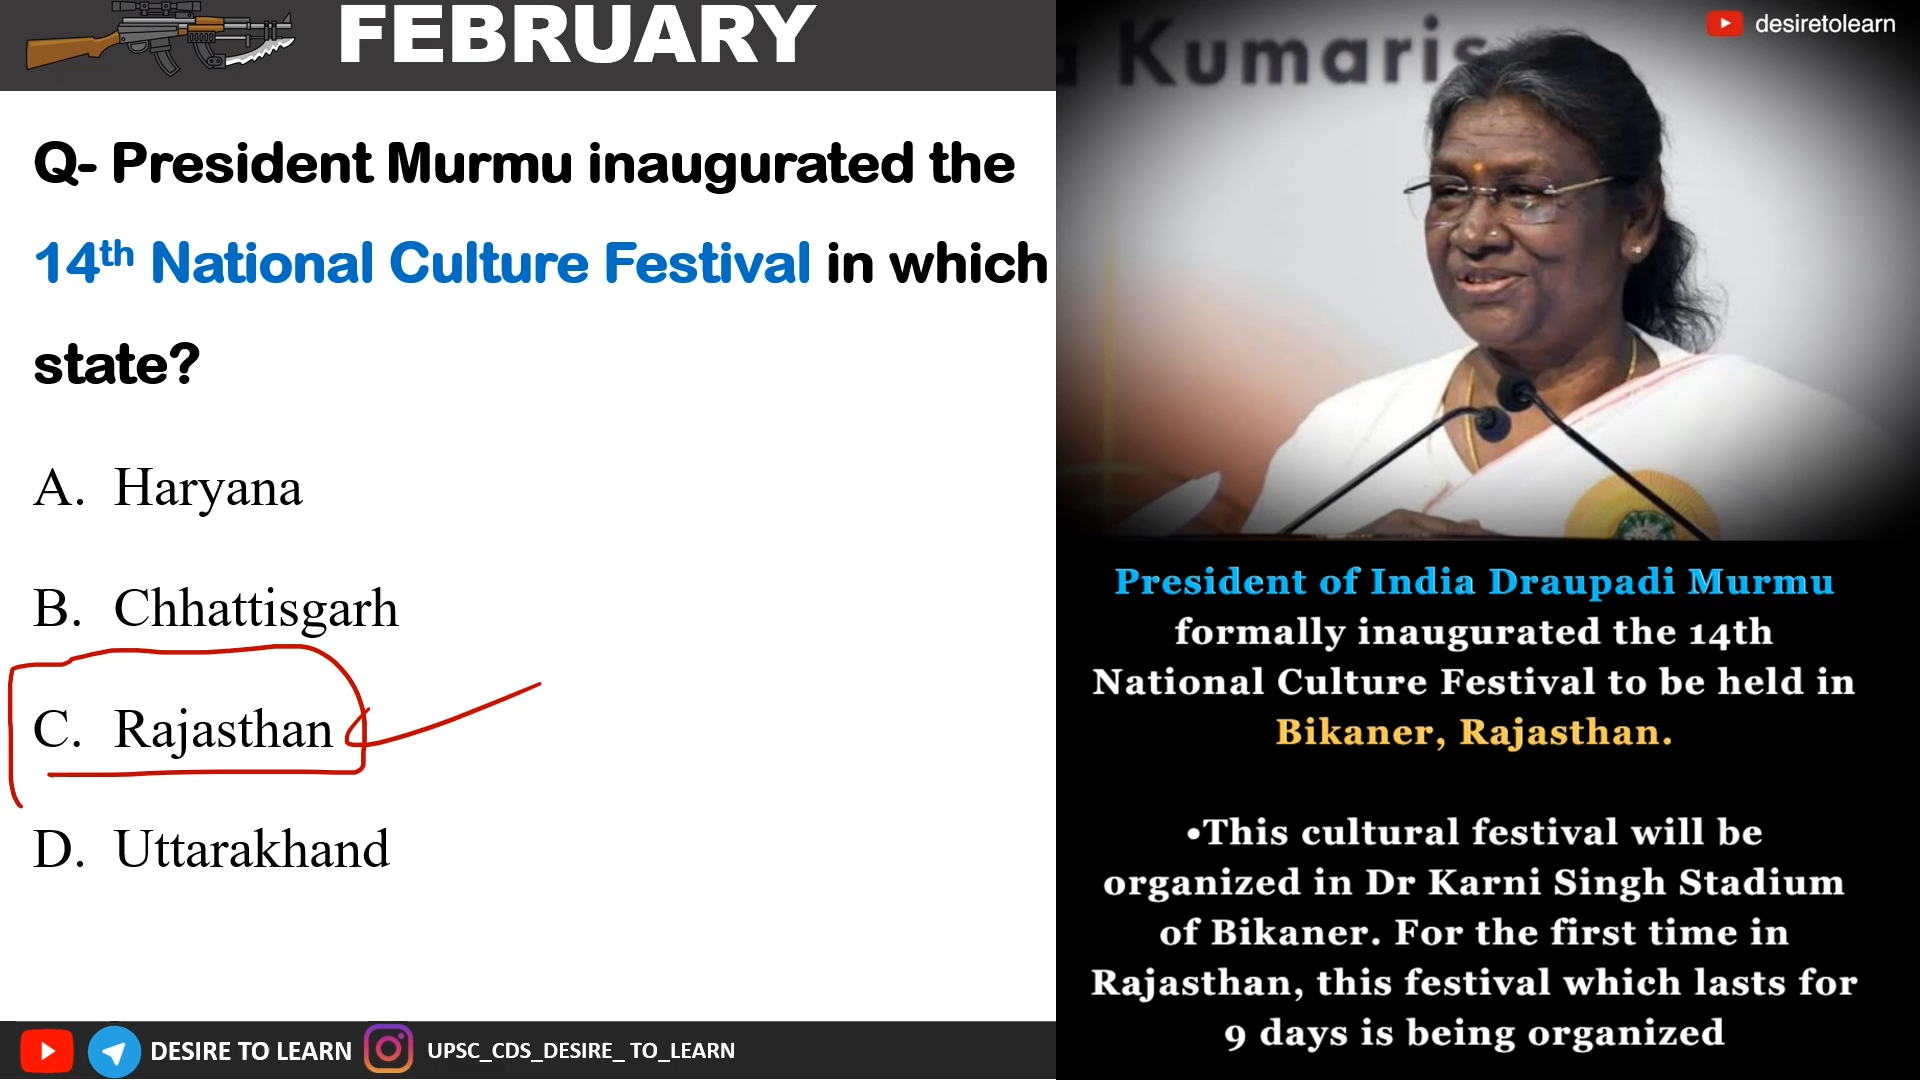 FEBRUARY
Q- President Murmu inaugurated the
14th National Culture Festival in which
state?
A. Haryana
B. Chhattisgarh
C. Rajasthan
D. Uttarakhand
DESIRE TO LEARN
UPSC_CDS_DESIRE_ TO_LEARN
desiretolearn
Kumaris
President of India Draupadi Murmu
formally inaugurated the 14th
National Culture Festival to be held in
Bikaner, Rajasthan.
•This cultural festival will be
organized in Dr Karni Singh Stadium
of Bikaner. For the first time in
Rajasthan, this festival which lasts for
9 days is being organized